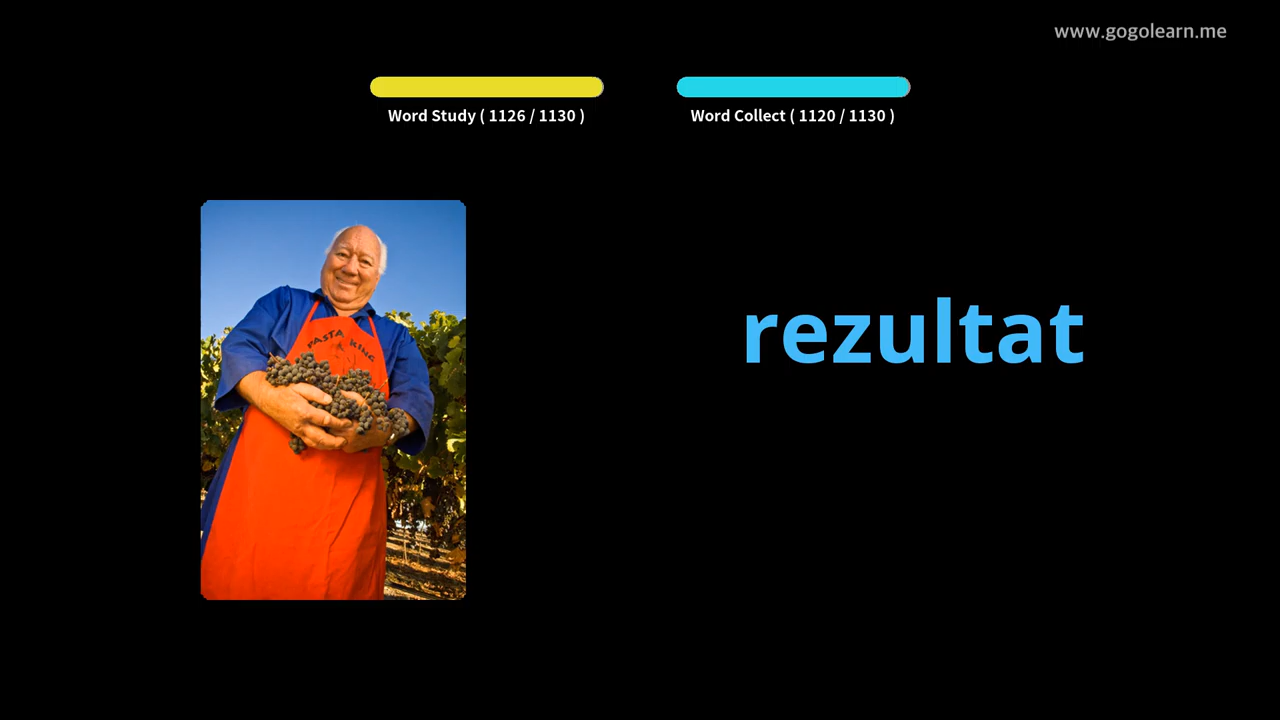 www.gogolearn.me
Word Study ( 1126 / 1130 )
Word Collect ( 1120 / 1130 )
PASTA KING
rezultat